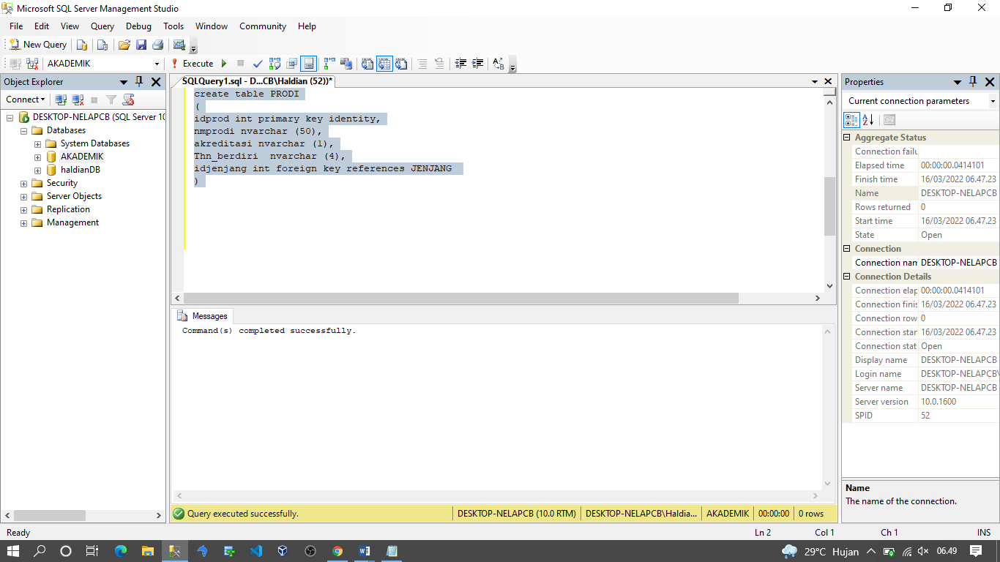 Microsoft SQL Server Management Studio
File Edit View Query Debug Tools Window Community Help
New Query
AKADEMIK
Execute
Object Explorer
Connect
DESKTOP-NELAPCB (SQL Server 10
Databases
System Databases
AKADEMIK
haldianDB
Security
Server Objects
Replication
Management
SQLQuery1.sql - D...CB\Haldian (52))*
create table PRODI
(
idprod int primary key identity,
nmprodi nvarchar (50),
akreditasi nvarchar (1),
Thn_berdiri  nvarchar (4),
idjenjang int foreign key references JENJANG
)
Messages
Command(s) completed successfully.
Query executed successfully. DESKTOP-NELAPCB (10.0 RTM) DESKTOP-NELAPCB\Haldia... AKADEMIK 00:00:00 0 rows
Properties
Current connection parameters
Aggregate Status
Connection failu
Elapsed time 00:00:00.0414101
Finish time 16/03/2022 06.47.23
Name DESKTOP-NELAPCB
Rows returned 0
Start time 16/03/2022 06.47.23
State Open
Connection
Connection nam DESKTOP-NELAPCB
Connection Details
Connection elap 00:00:00.0414101
Connection finis 16/03/2022 06.47.23
Connection row 0
Connection star 16/03/2022 06.47.23
Connection stat Open
Display name DESKTOP-NELAPCB
Login name DESKTOP-NELAPCB\
Server name DESKTOP-NELAPCB
Server version 10.0.1600
SPID 52
Name
The name of the connection.
Ready Ln 2 Col 1 Ch 1 INS
29°C Hujan 06.49